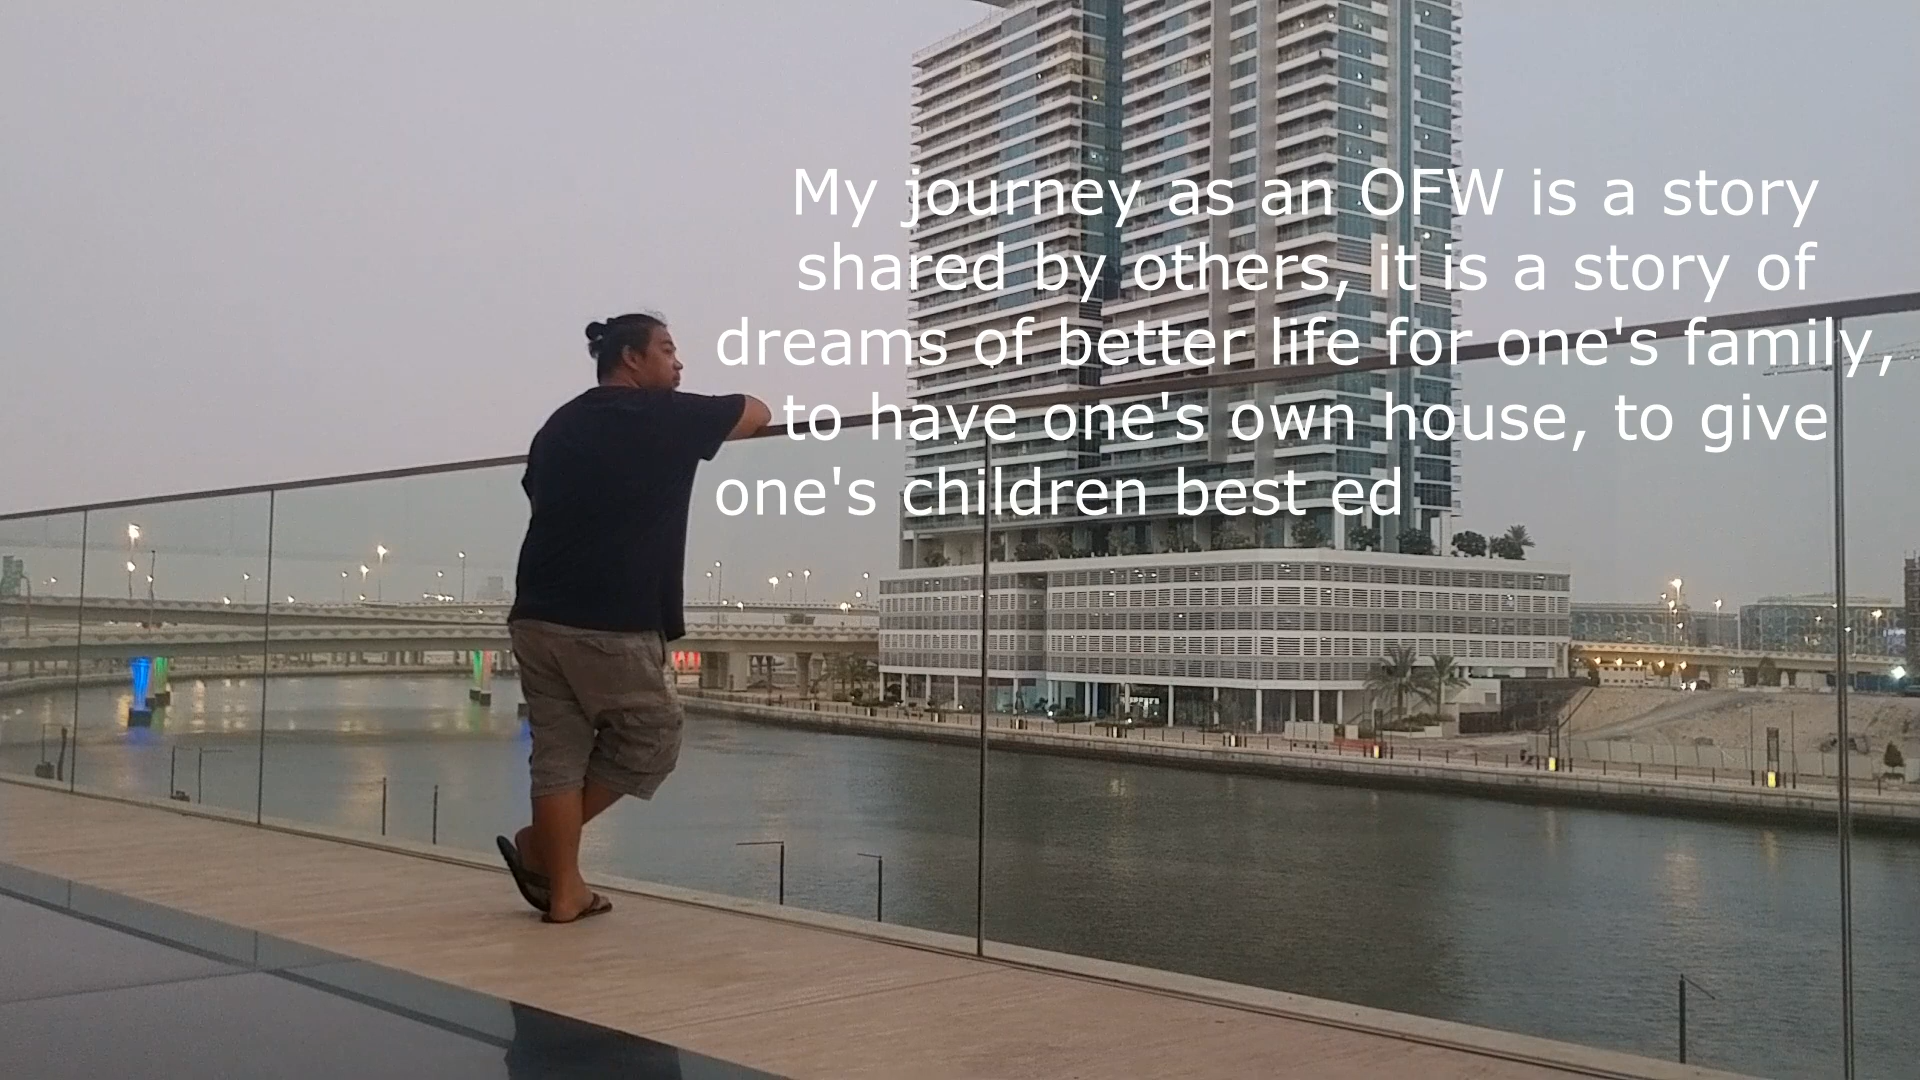 My journey as an OFW is a story
shared by others, it is a story of
dreams of better life for one's family,
to have one's own house, to give
one's children best ed